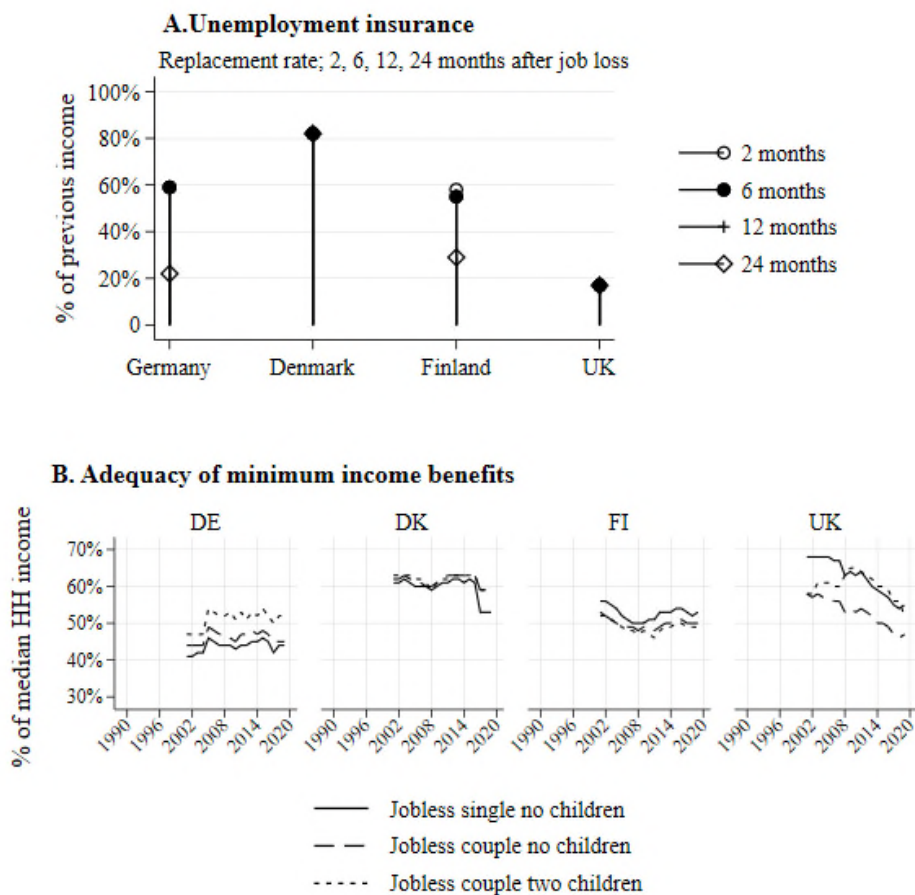 A.Unemployment insurance
Replacement rate; 2, 6, 12, 24 months after job loss
% of previous income
100%
80%
60%
40%
20%
0
Germany Denmark Finland UK
2 months
6 months
12 months
24 months
B. Adequacy of minimum income benefits
% of median HH income
DE DK FI UK
70%
60%
50%
40%
30%
1990 1996 2002 2008 2014 2020 1990 1996 2002 2008 2014 2020 1990 1996 2002 2008 2014 2020 1990 1996 2002 2008 2014 2020
Jobless single no children
Jobless couple no children
Jobless couple two children